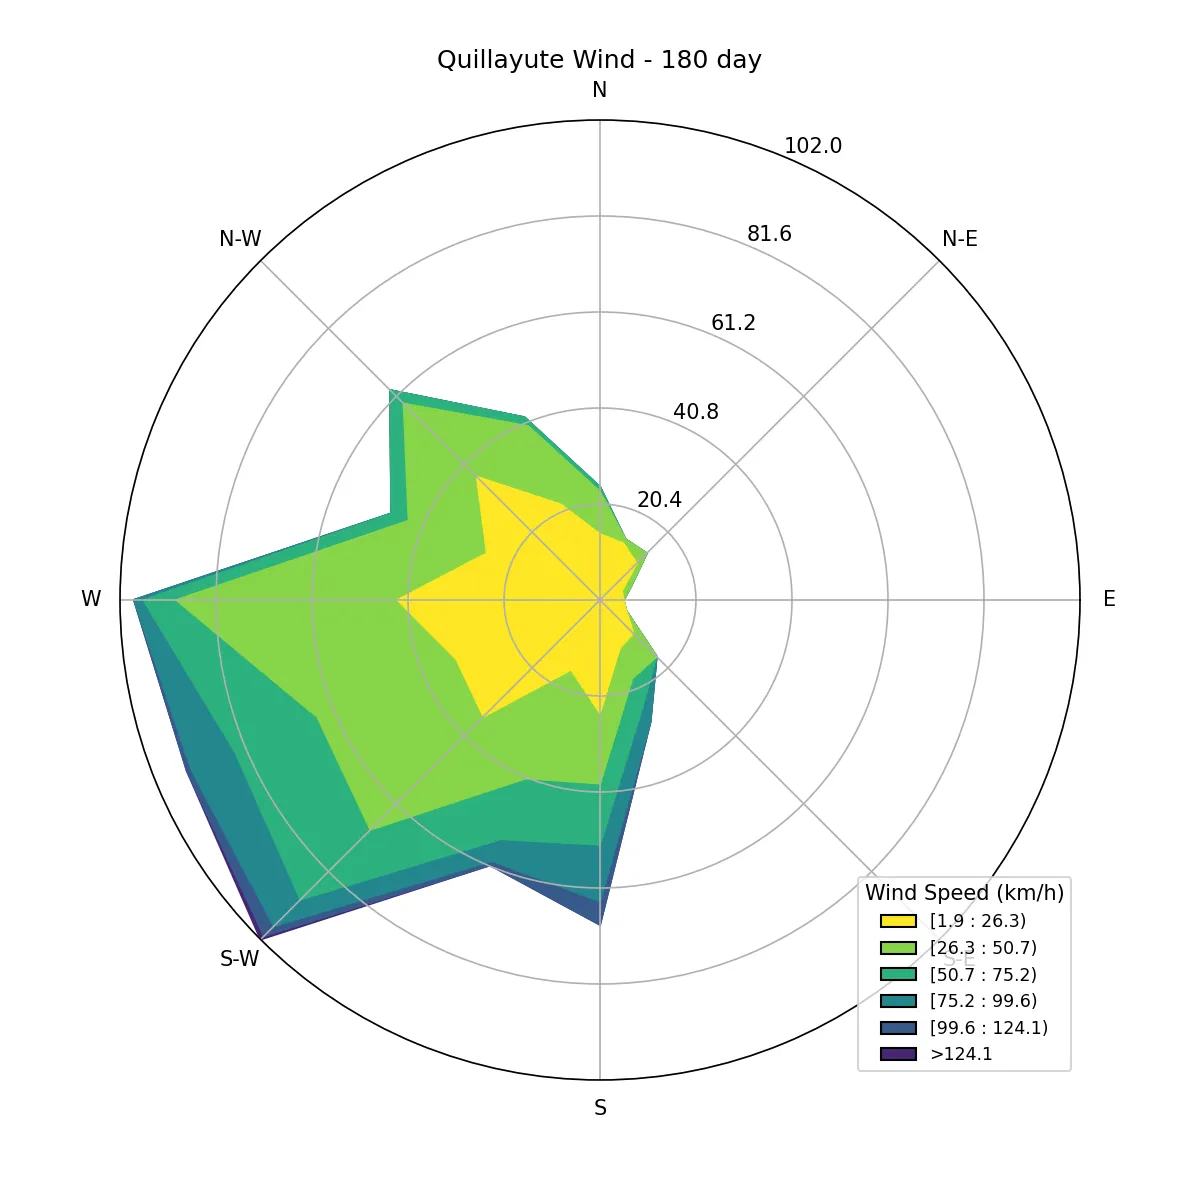 Quillayute Wind - 180 day
N
102.0
N-W
81.6
N-E
61.2
40.8
20.4
W
E
S-W
S-E
S
Wind Speed (km/h)
[1.9 : 26.3)
[26.3 : 50.7)
[50.7 : 75.2)
[75.2 : 99.6)
[99.6 : 124.1)
>124.1